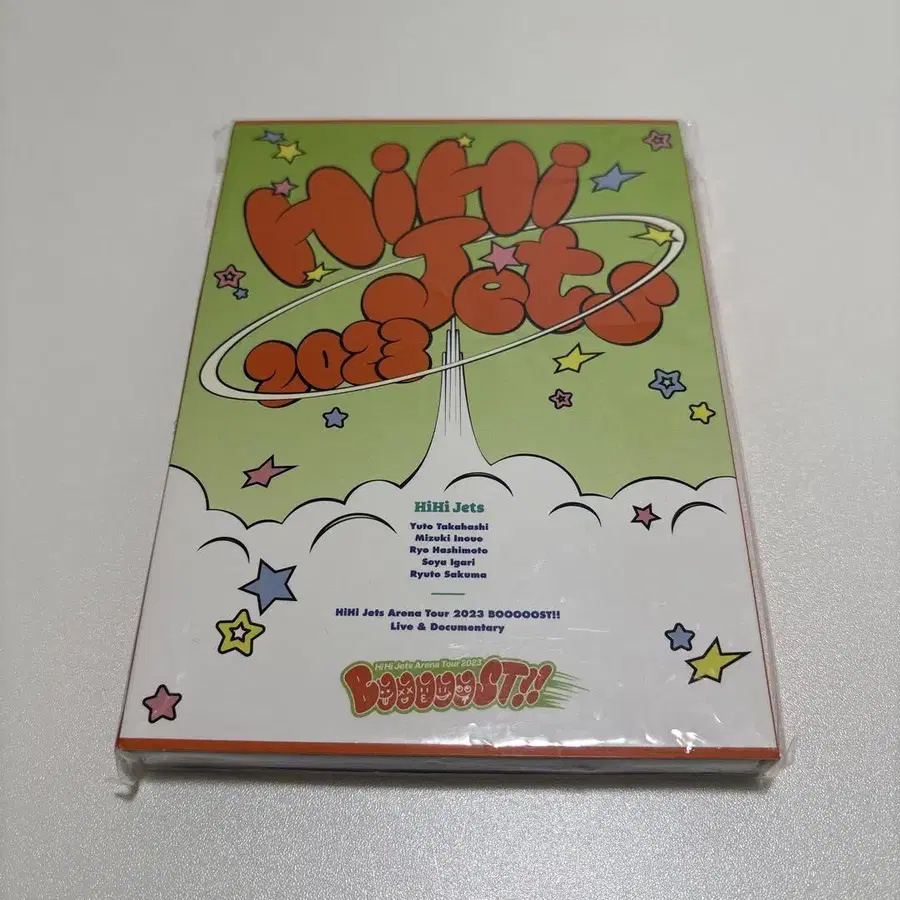 HiHi
Jets
2023
HiHi Jets
Yuto Takahashi
Mizuki Inoue
Ryo Hashimoto
Soya Igari
Ryuto Sakuma
HiHi Jets Arena Tour 2023 BOOOOOST!!
Live & Documentary
HiHi Jets Arena Tour 2023
BOOOOOST!!